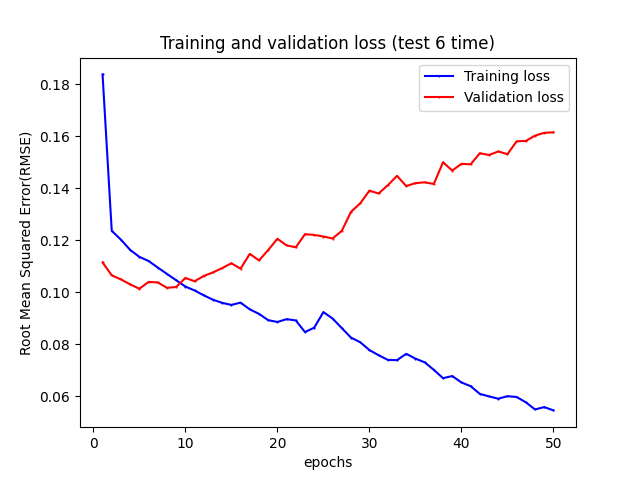 Training and validation loss (test 6 time)
Training loss
Validation loss
Root Mean Squared Error(RMSE)
0.18
0.16
0.14
0.12
0.10
0.08
0.06
0 10 20 30 40 50
epochs